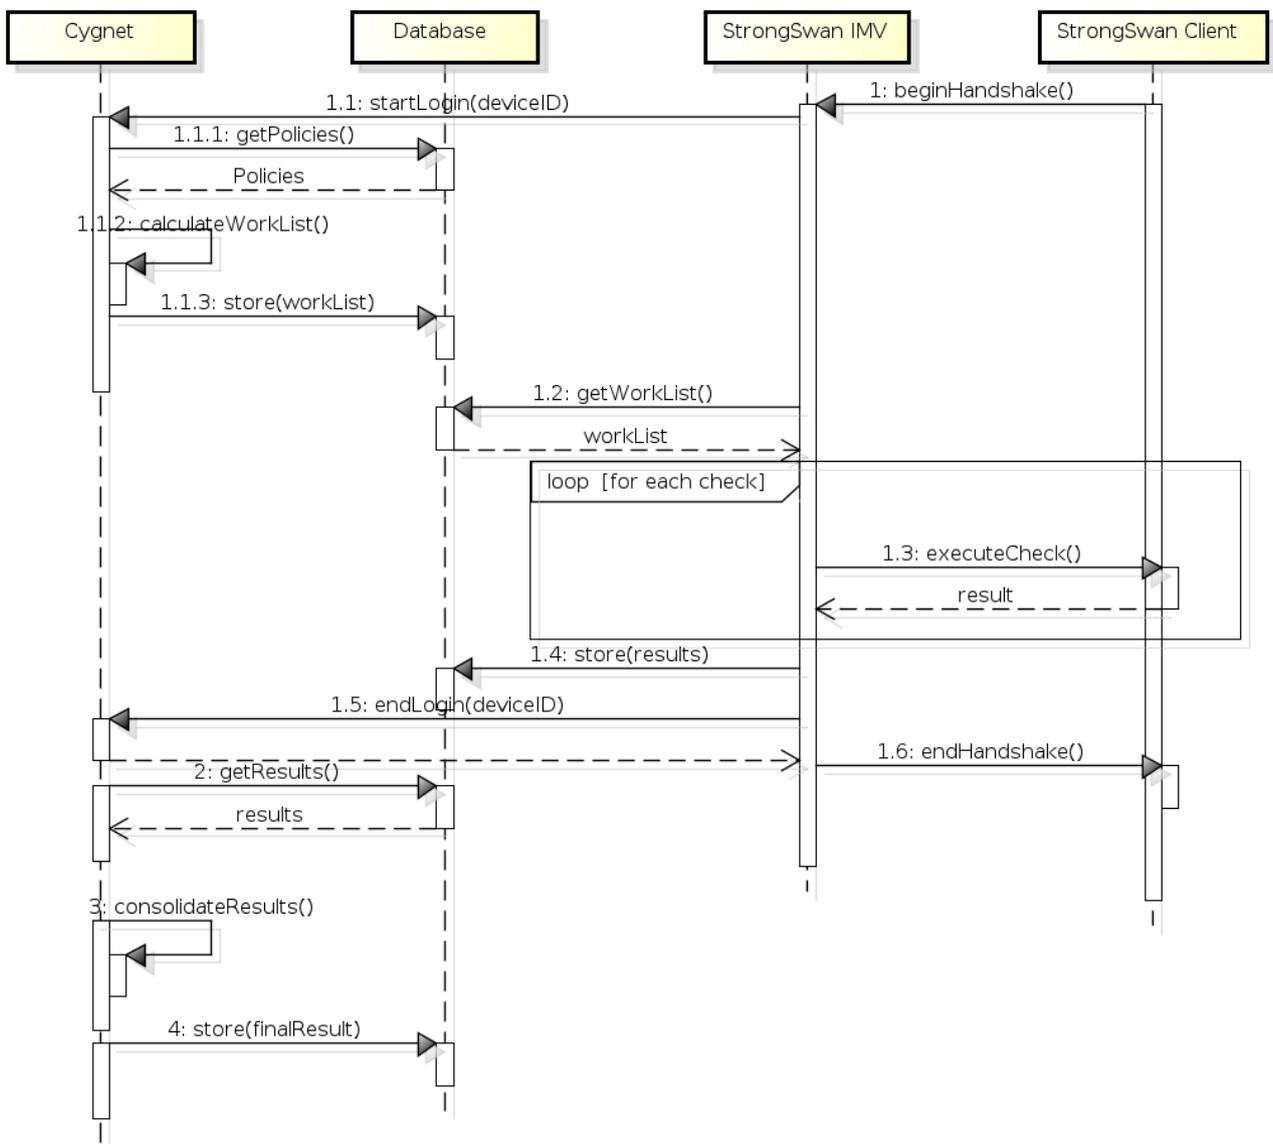 Cygnet
Database
StrongSwan IMV
StrongSwan Client
1: beginHandshake()
1.1: startLogin(deviceID)
1.1.1: getPolicies()
Policies
1.1.2: calculateWorkList()
1.1.3: store(workList)
1.2: getWorkList()
workList
loop [for each check]
1.3: executeCheck()
result
1.4: store(results)
1.5: endLogin(deviceID)
1.6: endHandshake()
2: getResults()
results
3: consolidateResults()
4: store(finalResult)